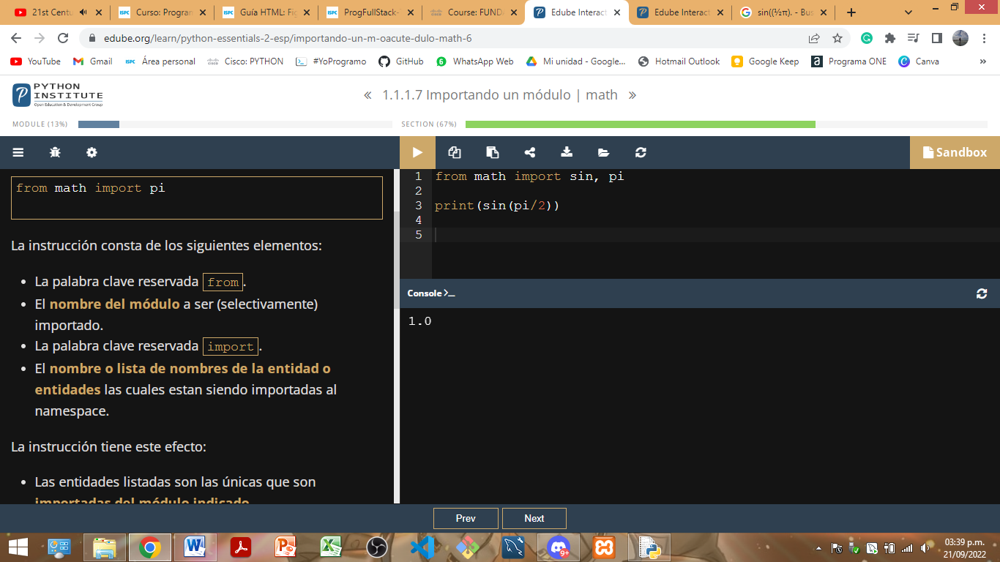 21st Centu
Curso: Program
Guía HTML: Fig
ProgFullStack-
Course: FUNDA
Edube Interact
Edube Interact
sin((½π). - Bus
edube.org/learn/python-essentials-2-esp/importando-un-m-oacute-dulo-math-6
YouTube
Gmail
Área personal
Cisco: PYTHON
#YoProgramo
GitHub
WhatsApp Web
Mi unidad - Google...
Hotmail Outlook
Google Keep
Programa ONE
Canva
»
PYTHON
INSTITUTE
Open Education & Development Group
« 1.1.1.7 Importando un módulo | math »
MODULE (13%)
SECTION (67%)
Sandbox
from math import pi
La instrucción consta de los siguientes elementos:
• La palabra clave reservada from.
• El nombre del módulo a ser (selectivamente)
importado.
• La palabra clave reservada import.
• El nombre o lista de nombres de la entidad o
entidades las cuales estan siendo importadas al
namespace.
La instrucción tiene este efecto:
• Las entidades listadas son las únicas que son
importadas del módulo indicado.
1 from math import sin, pi
2
3 print(sin(pi/2))
4
5
Console >_
1.0
Prev
Next
9+
03:39 p.m.
21/09/2022